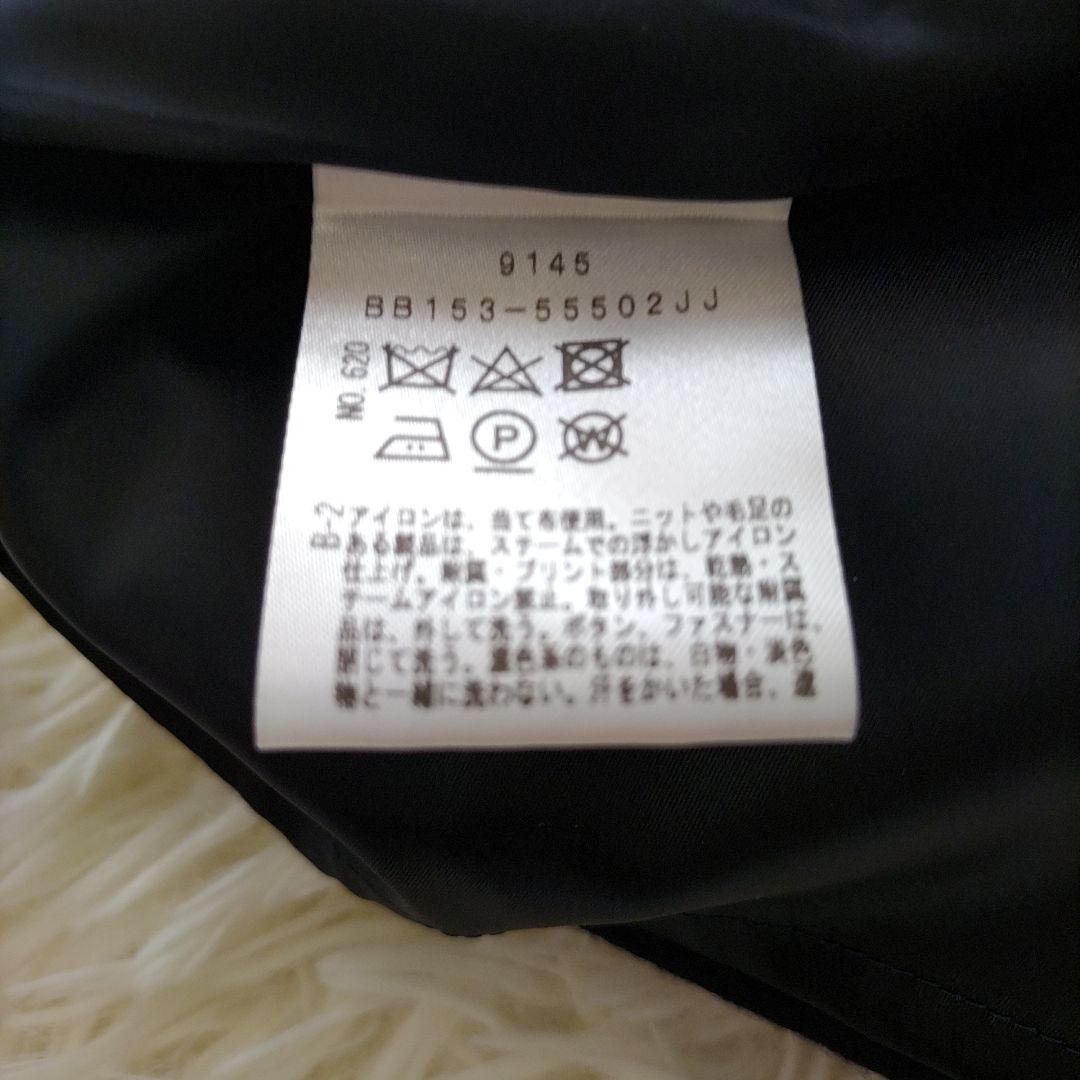 9145
BB153-55502JJ
NO.620
P
W
B-2
アイロンは、当て布使用。ニットや毛足の
ある製品は、スチームでの浮かしアイロン
仕上げ。附属・プリント部分は、乾熱・ス
チームアイロン禁止。取り外し可能な附属
品は、外して洗う。ボタン、ファスナーは、
閉じて洗う。濃色系のものは、白物・淡色
物と一緒に洗わない。汗をかいた場合、速